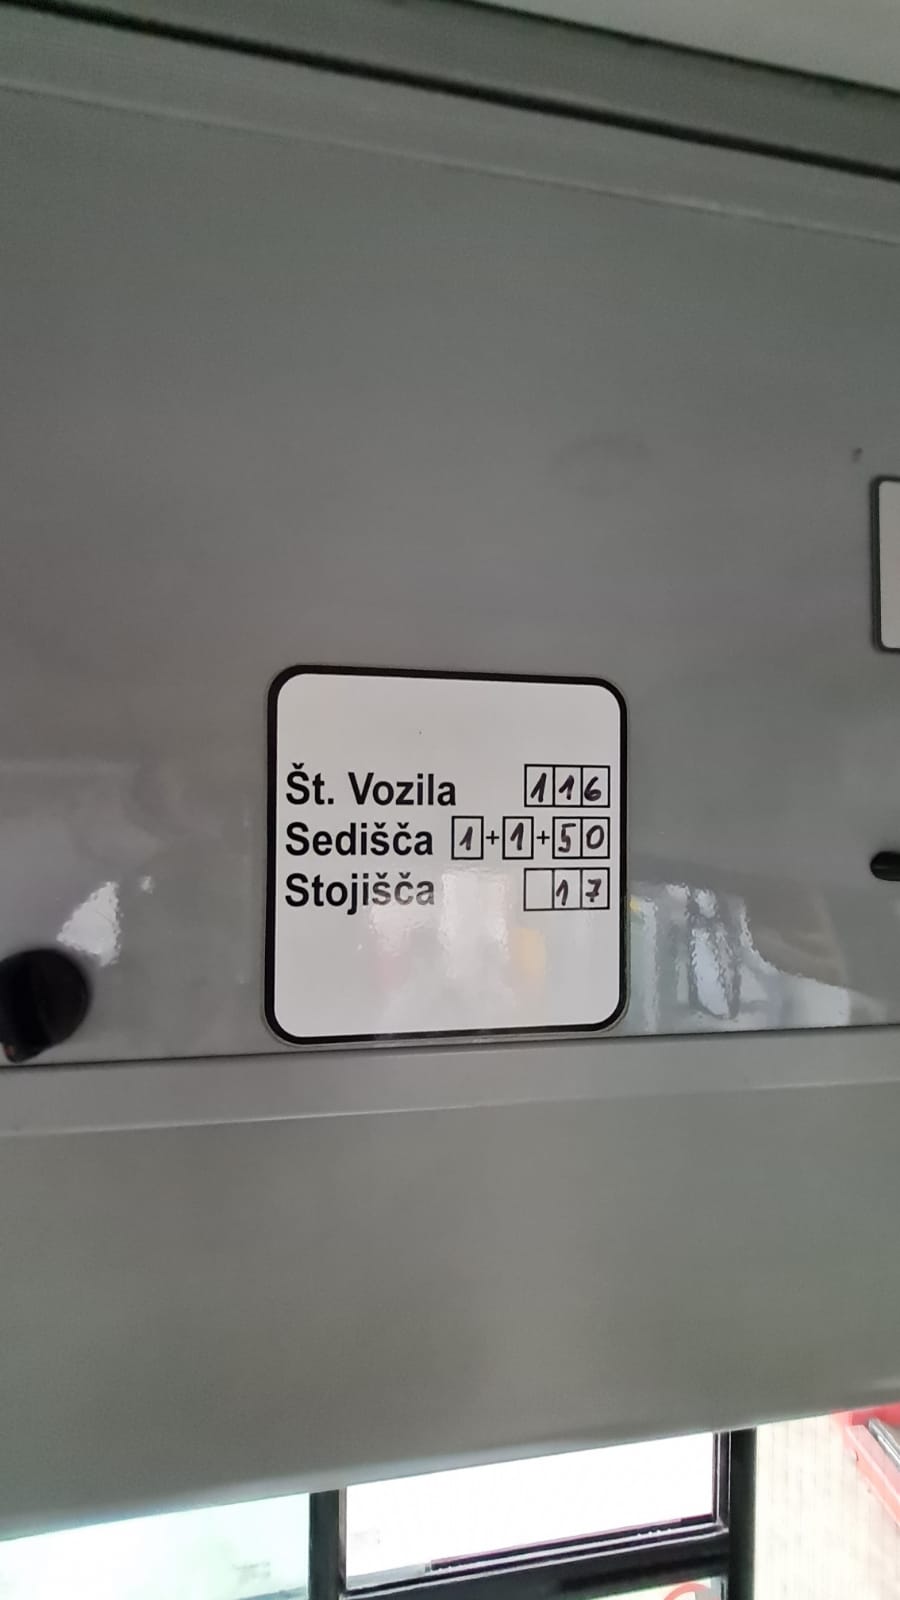 Št. Vozila 116
Sedišča 1+1+50
Stojišča 17